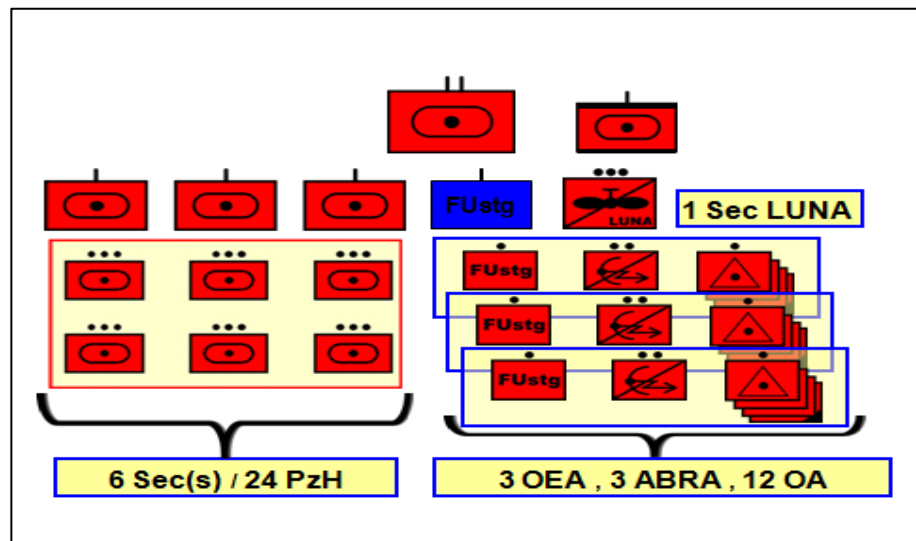 FUstg
LUNA
1 Sec LUNA
FUstg
FUstg
FUstg
6 Sec(s) / 24 PzH
3 OEA , 3 ABRA , 12 OA